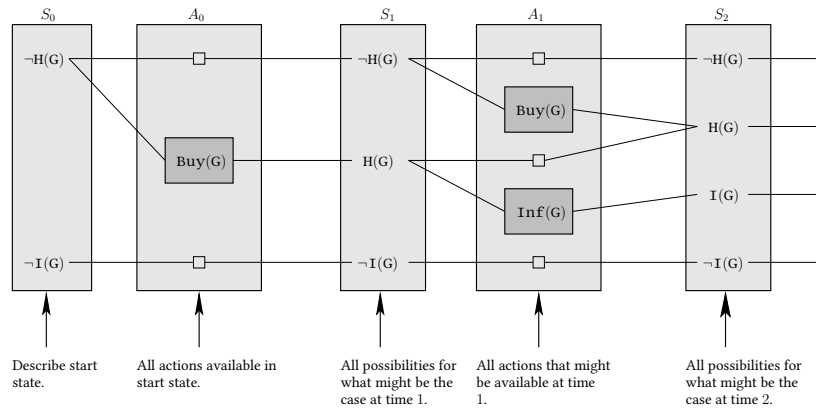 S₀ A₀ S₁ A₁ S₂
¬H(G) ¬H(G) ¬H(G)
Buy(G)
H(G)
Buy(G) H(G)
I(G)
Inf(G)
¬I(G) ¬I(G) ¬I(G)
Describe start
state.
All actions available in
start state.
All possibilities for
what might be the
case at time 1.
All actions that might
be available at time
1.
All possibilities for
what might be the
case at time 2.